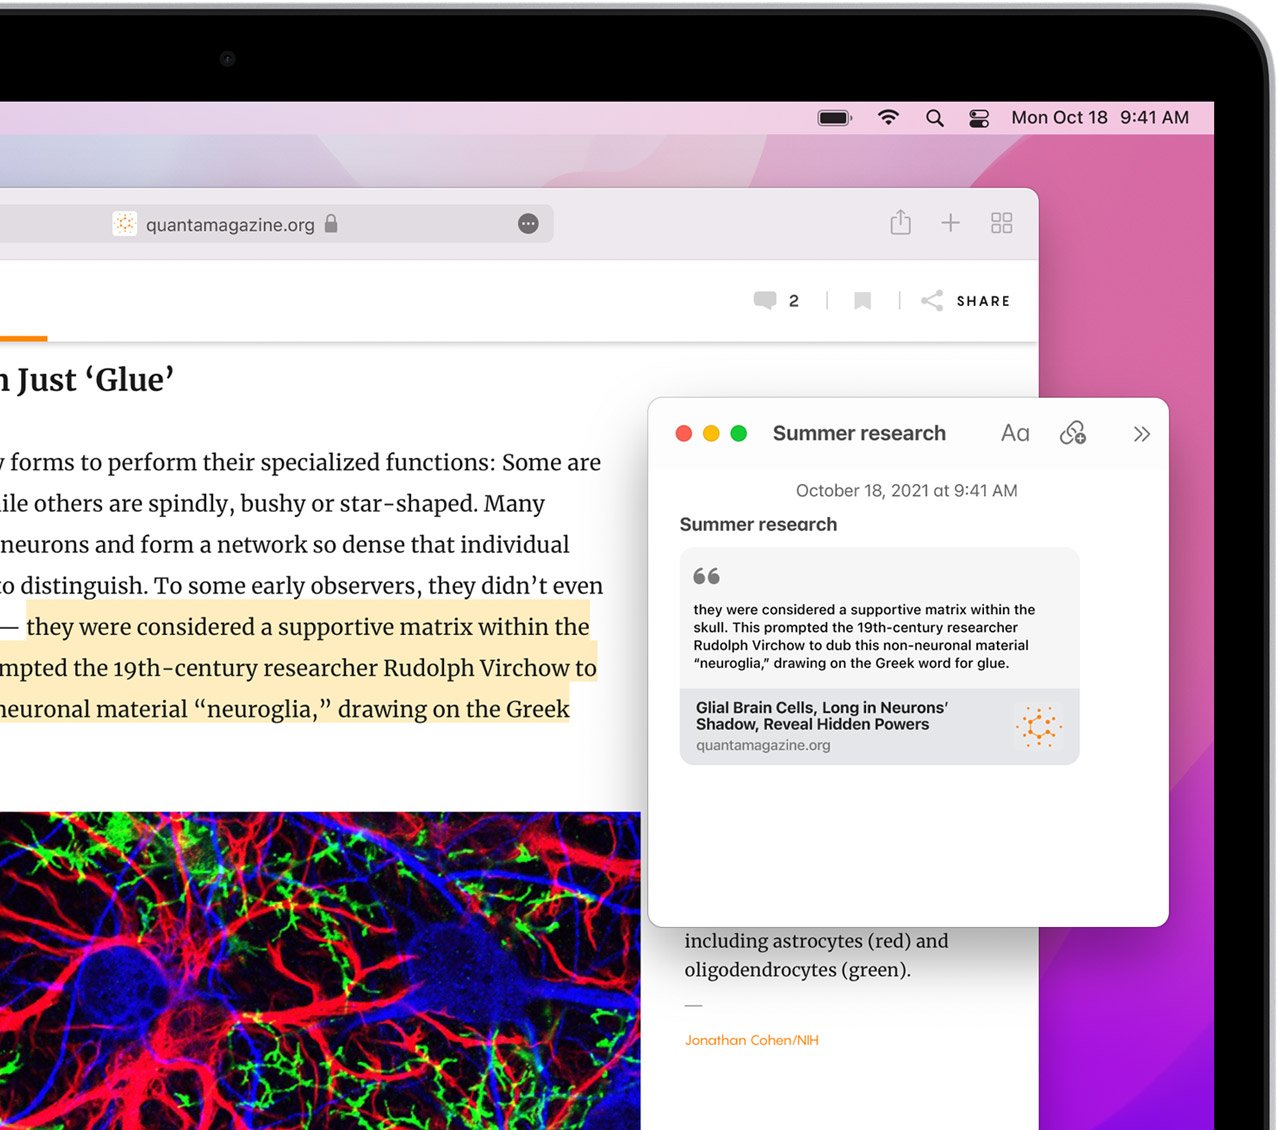 Mon Oct 18 9:41 AM
quantamagazine.org
2
SHARE
Just ‘Glue’
forms to perform their specialized functions: Some are
others are spindly, bushy or star-shaped. Many
neurons and form a network so dense that individual
distinguish. To some early observers, they didn’t even
— they were considered a supportive matrix within the
the 19th-century researcher Rudolph Virchow to
material “neuroglia,” drawing on the Greek
Summer research
Aa
October 18, 2021 at 9:41 AM
Summer research
“
they were considered a supportive matrix within the
skull. This prompted the 19th-century researcher
Rudolph Virchow to dub this non-neuronal material
“neuroglia,” drawing on the Greek word for glue.
Glial Brain Cells, Long in Neurons’
Shadow, Reveal Hidden Powers
quantamagazine.org
including astrocytes (red) and
oligodendrocytes (green).
—
Jonathan Cohen/NIH